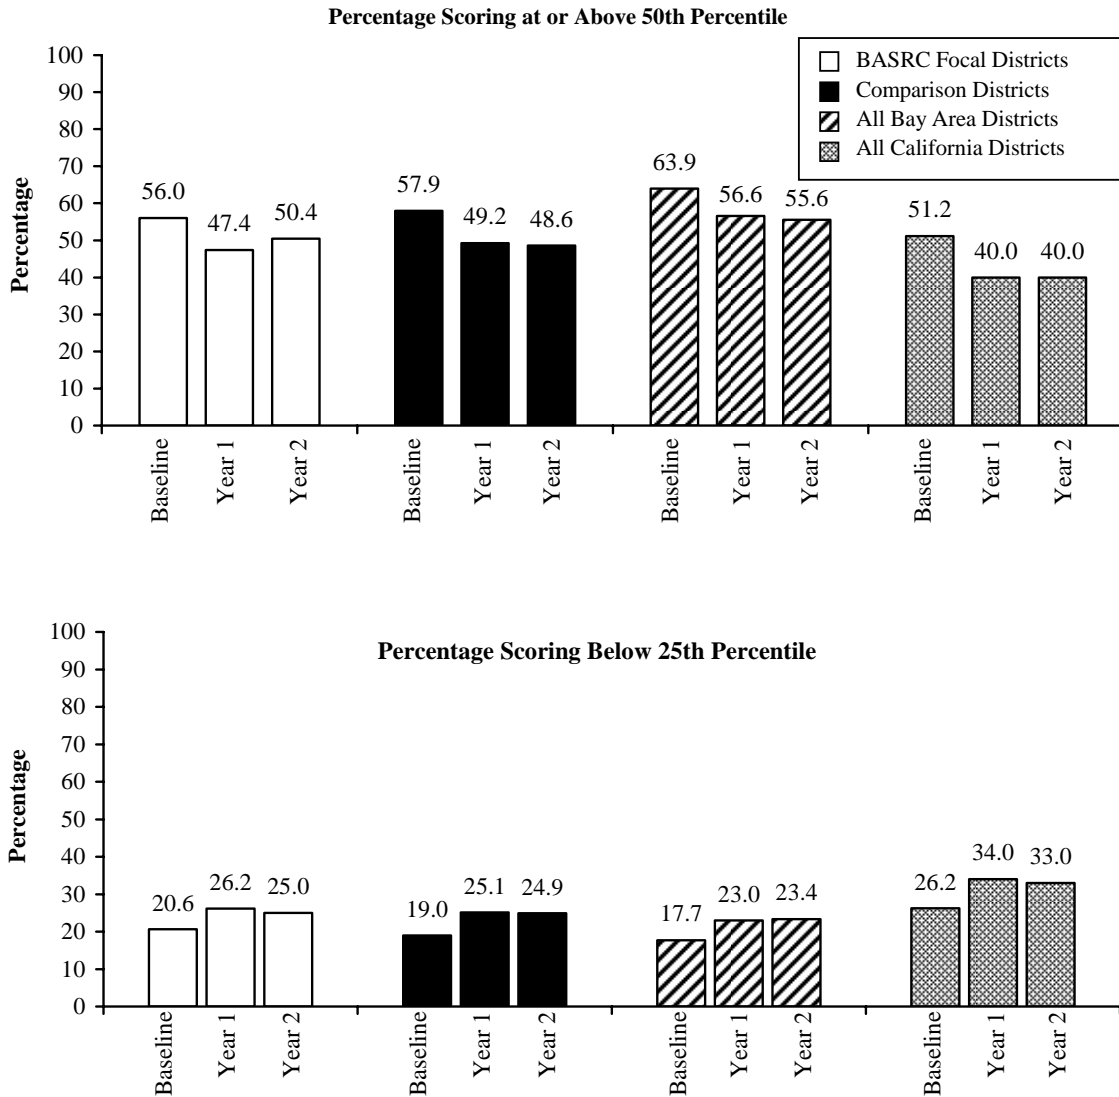 Percentage Scoring at or Above 50th Percentile
BASRC Focal Districts
Comparison Districts
All Bay Area Districts
All California Districts
Percentage
100
90
80
70
60
50
40
30
20
10
0
56.0
47.4
50.4
57.9
49.2
48.6
63.9
56.6
55.6
51.2
40.0
40.0
Baseline
Year 1
Year 2
Baseline
Year 1
Year 2
Baseline
Year 1
Year 2
Baseline
Year 1
Year 2
Percentage Scoring Below 25th Percentile
Percentage
100
90
80
70
60
50
40
30
20
10
0
20.6
26.2
25.0
19.0
25.1
24.9
17.7
23.0
23.4
26.2
34.0
33.0
Baseline
Year 1
Year 2
Baseline
Year 1
Year 2
Baseline
Year 1
Year 2
Baseline
Year 1
Year 2